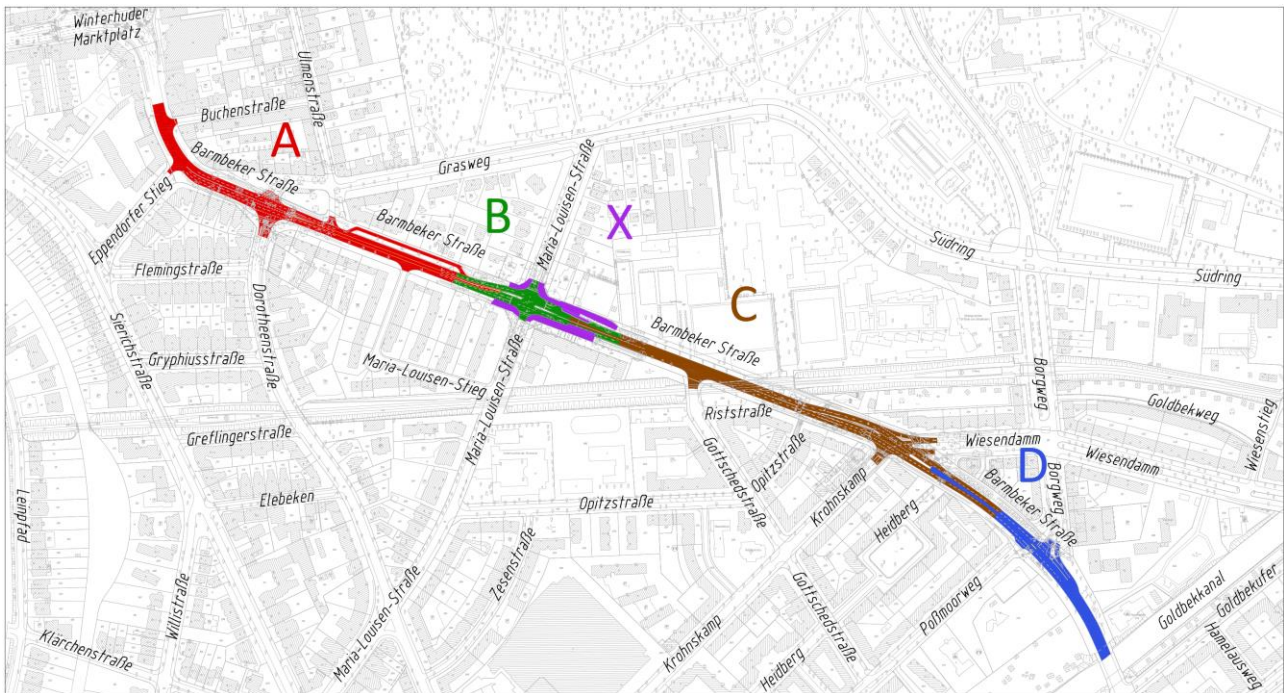 Winterhuder
Marktplatz
Ulmenstraße
Buchenstraße
A
Barmbeker Straße
Grasweg
Maria-Louisen-Straße
Eppendorfer Stieg
B
X
Barmbeker Straße
Südring
Südring
Flemingstraße
Dorotheenstraße
C
Sierichstraße
Barmbeker Straße
Gryphiusstraße
Maria-Louisen-Stieg
Maria-Louisen-Straße
Borgweg
Goldbekweg
Riststraße
Greflingerstraße
Wiesendamm
Wiesendamm
Wiesenstieg
Gottschedstraße
Opitzstraße
Krohnskamp
D
Borgweg
Barmbeker Straße
Leinpfad
Elebeken
Opitzstraße
Heidberg
Zesenstraße
Poßmoorweg
Goldbekkanal
Goldbekufer
Willistraße
Maria-Louisen-Straße
Gottschedstraße
Klärchenstraße
Krohnskamp
Heidberg
Hamelausweg